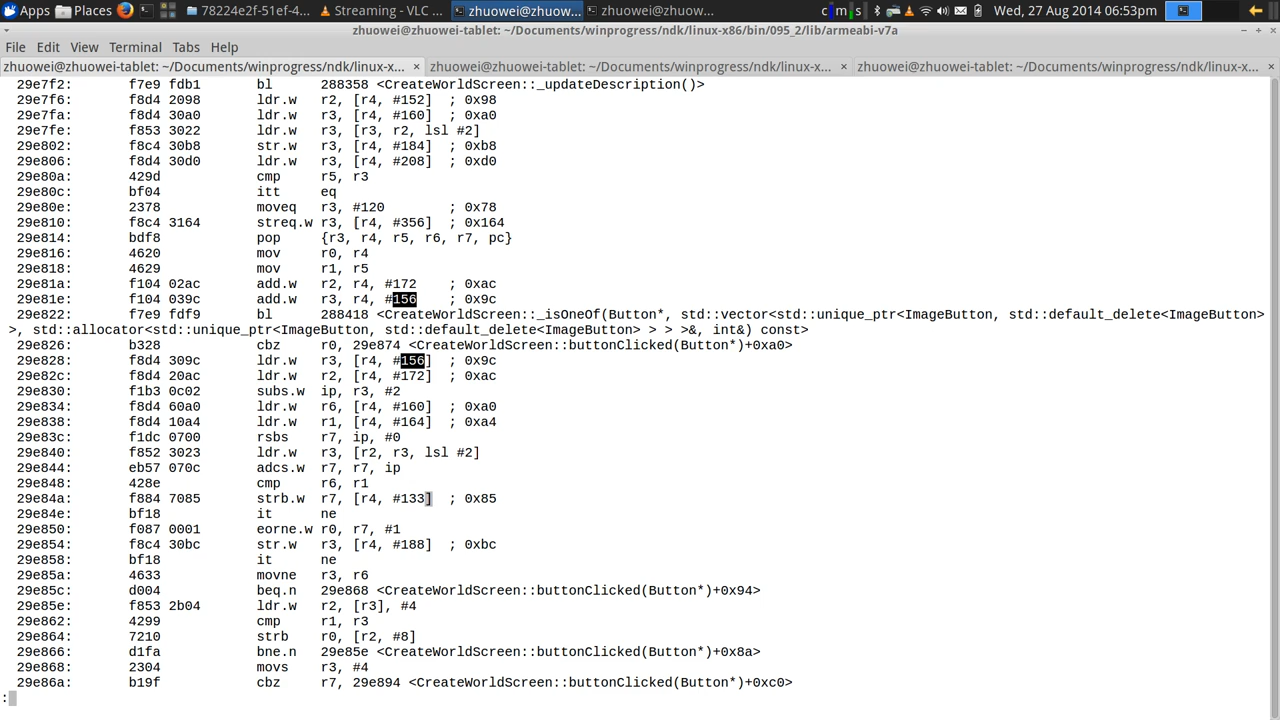 Apps Places 78224e2f-51ef-4... Streaming - VLC ... zhuowei@zhuow... zhuowei@zhuow... Wed, 27 Aug 2014 06:53pm
zhuowei@zhuowei-tablet: ~/Documents/winprogress/ndk/linux-x86/bin/095_2/lib/armeabi-v7a
File Edit View Terminal Tabs Help
zhuowei@zhuowei-tablet: ~/Documents/winprogress/ndk/linux-x... × zhuowei@zhuowei-tablet: ~/Documents/winprogress/ndk/linux-x... × zhuowei@zhuowei-tablet: ~/Documents/winprogress/ndk/linux-x... ×
29e7f2: f7e9 fdb1 bl 288358 <CreateWorldScreen::_updateDescription()>
29e7f6: f8d4 2098 ldr.w r2, [r4, #152] ; 0x98
29e7fa: f8d4 30a0 ldr.w r3, [r4, #160] ; 0xa0
29e7fe: f853 3022 ldr.w r3, [r3, r2, lsl #2]
29e802: f8c4 30b8 str.w r3, [r4, #184] ; 0xb8
29e806: f8d4 30d0 ldr.w r3, [r4, #208] ; 0xd0
29e80a: 429d cmp r5, r3
29e80c: bf04 itt eq
29e80e: 2378 moveq r3, #120 ; 0x78
29e810: f8c4 3164 streq.w r3, [r4, #356] ; 0x164
29e814: bdf8 pop {r3, r4, r5, r6, r7, pc}
29e816: 4620 mov r0, r4
29e818: 4629 mov r1, r5
29e81a: f104 02ac add.w r2, r4, #172 ; 0xac
29e81e: f104 039c add.w r3, r4, #156 ; 0x9c
29e822: f7e9 fdf9 bl 288418 <CreateWorldScreen::_isOneOf(Button*, std::vector<std::unique_ptr<ImageButton, std::default_delete<ImageButton>
>, std::allocator<std::unique_ptr<ImageButton, std::default_delete<ImageButton> > > >&, int&) const>
29e826: b328 cbz r0, 29e874 <CreateWorldScreen::buttonClicked(Button*)+0xa0>
29e828: f8d4 309c ldr.w r3, [r4, #156] ; 0x9c
29e82c: f8d4 20ac ldr.w r2, [r4, #172] ; 0xac
29e830: f1b3 0c02 subs.w ip, r3, #2
29e834: f8d4 60a0 ldr.w r6, [r4, #160] ; 0xa0
29e838: f8d4 10a4 ldr.w r1, [r4, #164] ; 0xa4
29e83c: f1dc 0700 rsbs r7, ip, #0
29e840: f852 3023 ldr.w r3, [r2, r3, lsl #2]
29e844: eb57 070c adcs.w r7, r7, ip
29e848: 428e cmp r6, r1
29e84a: f884 7085 strb.w r7, [r4, #133] ; 0x85
29e84e: bf18 it ne
29e850: f087 0001 eorne.w r0, r7, #1
29e854: f8c4 30bc str.w r3, [r4, #188] ; 0xbc
29e858: bf18 it ne
29e85a: 4633 movne r3, r6
29e85c: d004 beq.n 29e868 <CreateWorldScreen::buttonClicked(Button*)+0x94>
29e85e: f853 2b04 ldr.w r2, [r3], #4
29e862: 4299 cmp r1, r3
29e864: 7210 strb r0, [r2, #8]
29e866: d1fa bne.n 29e85e <CreateWorldScreen::buttonClicked(Button*)+0x8a>
29e868: 2304 movs r3, #4
29e86a: b19f cbz r7, 29e894 <CreateWorldScreen::buttonClicked(Button*)+0xc0>
: